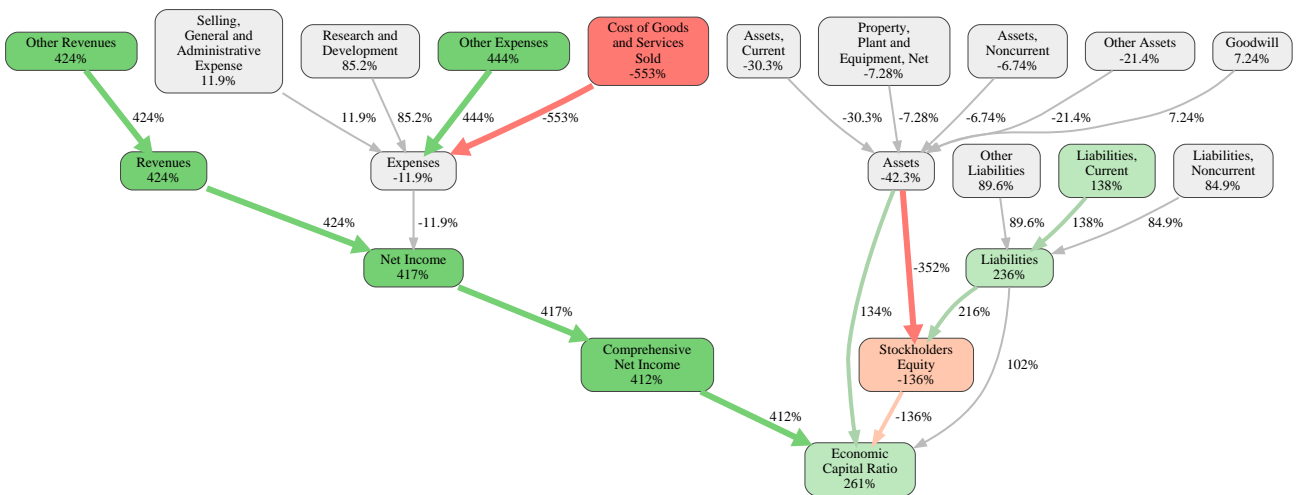 Other Revenues
424%
Selling,
General and
Administrative
Expense
11.9%
Research and
Development
85.2%
Other Expenses
444%
Cost of Goods
and Services
Sold
-553%
Assets,
Current
-30.3%
Property,
Plant and
Equipment, Net
-7.28%
Assets,
Noncurrent
-6.74%
Other Assets
-21.4%
Goodwill
7.24%
424%
11.9%
85.2%
444%
-553%
-30.3%
-7.28%
-6.74%
-21.4%
7.24%
Revenues
424%
Expenses
-11.9%
Assets
-42.3%
Other
Liabilities
89.6%
Liabilities,
Current
138%
Liabilities,
Noncurrent
84.9%
424%
-11.9%
89.6%
138%
84.9%
Net Income
417%
Liabilities
236%
-352%
417%
134%
216%
Comprehensive
Net Income
412%
Stockholders
Equity
-136%
102%
412%
-136%
Economic
Capital Ratio
261%